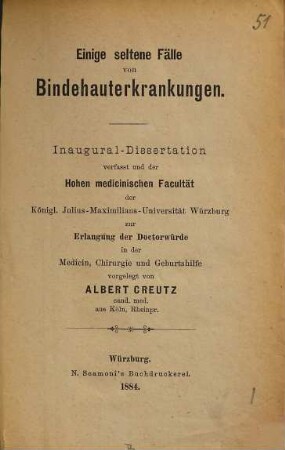 51
Einige seltene Fälle
von
Bindehauterkrankungen.
Inaugural-Dissertation
verfasst und der
Hohen medicinischen Facultät
der
Königl. Julius-Maximilians-Universität Würzburg
zur
Erlangung der Doctorwürde
in der
Medicin, Chirurgie und Geburtshilfe
vorgelegt von
ALBERT CREUTZ
cand. med.
aus Köln, Rheinpr.
Würzburg.
N. Seamoni's Buchdruckerei.
1884.
1